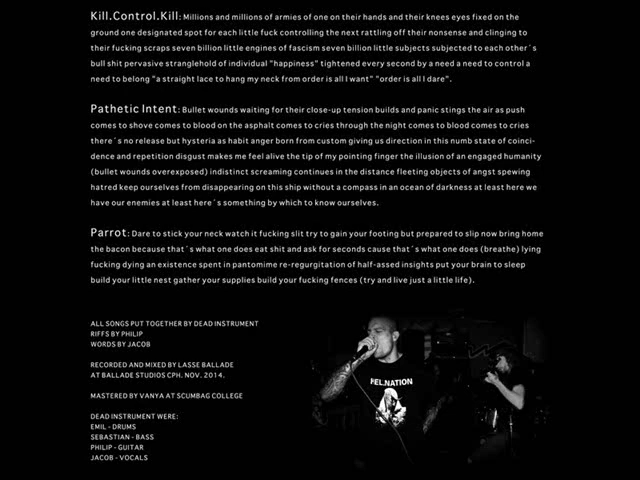 Kill.Control.Kill: Millions and millions of armies of one on their hands and their knees eyes fixed on the
ground one designated spot for each little fuck controlling the next rattling off their nonsense and clinging to
their fucking scraps seven billion little engines of fascism seven billion little subjects subjected to each other´s
bull shit pervasive stranglehold of individual "happiness" tightened every second by a need a need to control a
need to belong "a straight lace to hang my neck from order is all I want" "order is all I dare".
Pathetic Intent: Bullet wounds waiting for their close-up tension builds and panic stings the air as push
comes to shove comes to blood on the asphalt comes to cries through the night comes to blood comes to cries
there´s no release but hysteria as habit anger born from custom giving us direction in this numb state of coinci-
dence and repetition disgust makes me feel alive the tip of my pointing finger the illusion of an engaged humanity
(bullet wounds overexposed) indistinct screaming continues in the distance fleeting objects of angst spewing
hatred keep ourselves from disappearing on this ship without a compass in an ocean of darkness at least here we
have our enemies at least here´s something by which to know ourselves.
Parrot: Dare to stick your neck watch it fucking slit try to gain your footing but prepared to slip now bring home
the bacon because that´s what one does eat shit and ask for seconds cause that´s what one does (breathe) lying
fucking dying an existence spent in pantomime re-regurgitation of half-assed insights put your brain to sleep
build your little nest gather your supplies build your fucking fences (try and live just a little life).
ALL SONGS PUT TOGETHER BY DEAD INSTRUMENT
RIFFS BY PHILIP
WORDS BY JACOB
RECORDED AND MIXED BY LASSE BALLADE
AT BALLADE STUDIOS CPH. NOV. 2014.
MASTERED BY VANYA AT SCUMBAG COLLEGE
DEAD INSTRUMENT WERE:
EMIL - DRUMS
SEBASTIAN - BASS
PHILIP - GUITAR
JACOB - VOCALS
REL.NATION